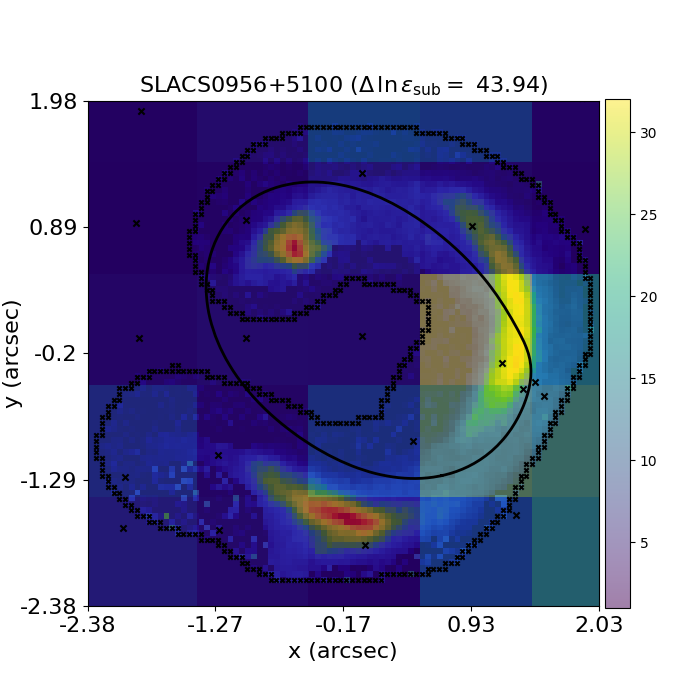 SLACS0956+5100 (Δ ln ε_sub = 43.94)
1.98
0.89
-0.2
-1.29
-2.38
y (arcsec)
-2.38 -1.27 -0.17 0.93 2.03
x (arcsec)
30
25
20
15
10
5